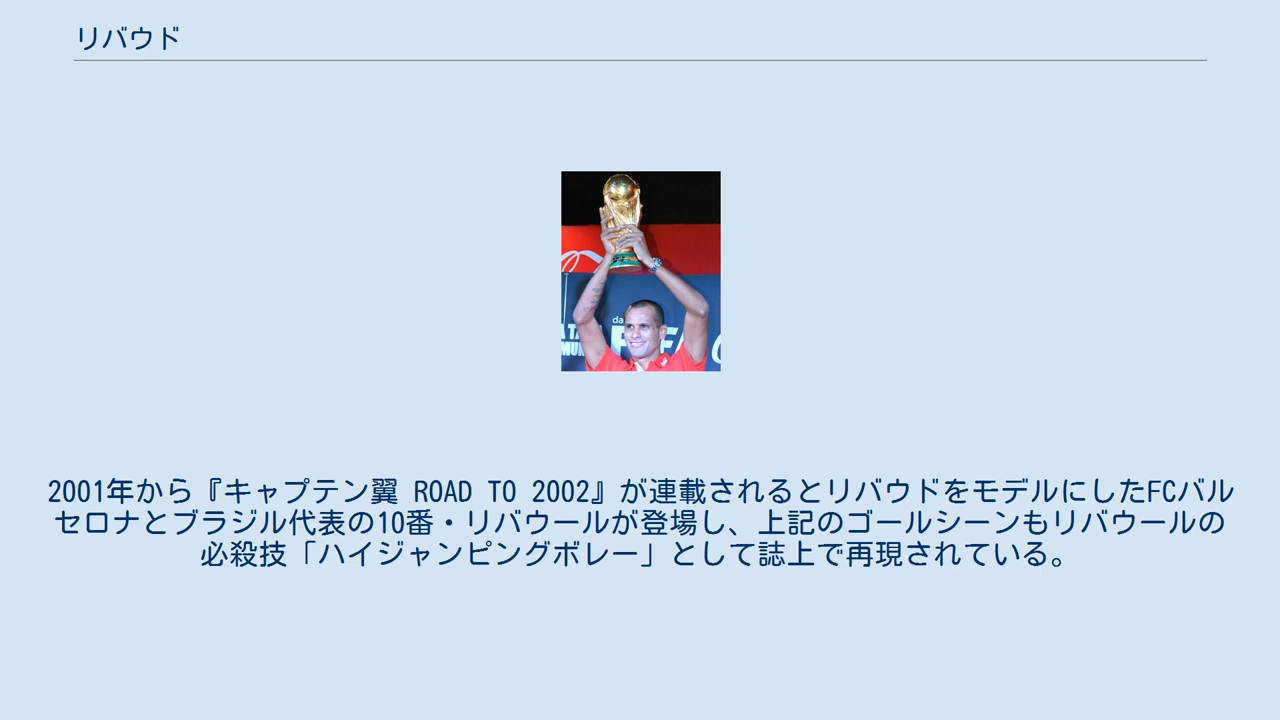 リバウド
da
2001年から『キャプテン翼 ROAD TO 2002』が連載されるとリバウドをモデルにしたFCバル
セロナとブラジル代表の10番・リバウールが登場し、上記のゴールシーンもリバウールの
必殺技「ハイジャンピングボレー」として誌上で再現されている。